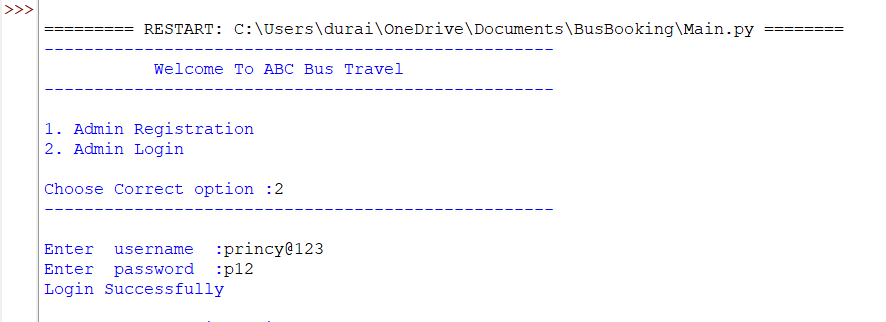 >>>
========= RESTART: C:\Users\durai\OneDrive\Documents\BusBooking\Main.py ========
---------------------------------------------------
Welcome To ABC Bus Travel
---------------------------------------------------
1. Admin Registration
2. Admin Login
Choose Correct option :2
---------------------------------------------------
Enter  username  :princy@123
Enter  password  :p12
Login Successfully